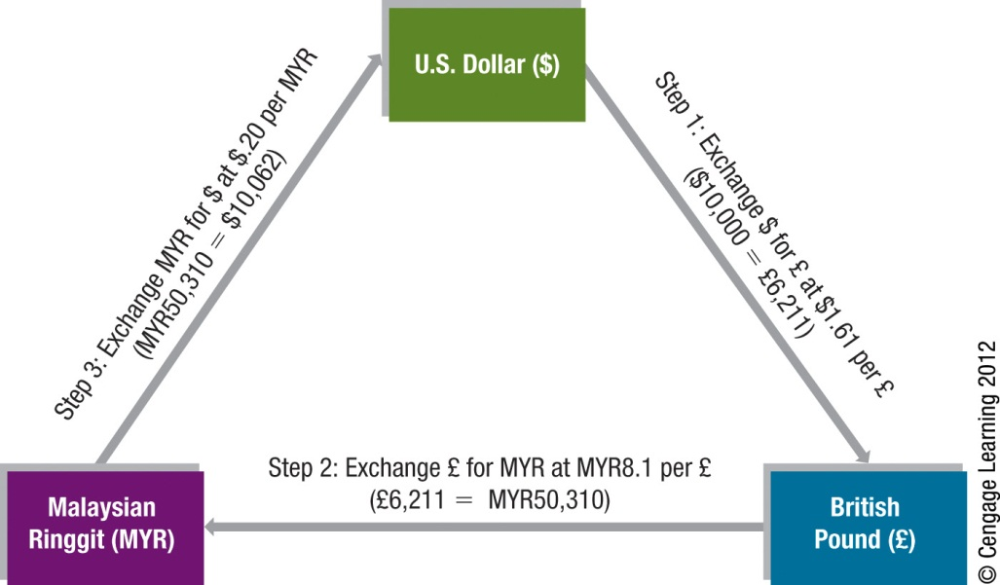 U.S. Dollar ($)
Step 1: Exchange $ for £ at $1.61 per £
($10,000 = £6,211)
Step 3: Exchange MYR for $ at $.20 per MYR
(MYR50,310 = $10,062)
Step 2: Exchange £ for MYR at MYR8.1 per £
(£6,211 = MYR50,310)
Malaysian
Ringgit (MYR)
British
Pound (£)
© Cengage Learning 2012